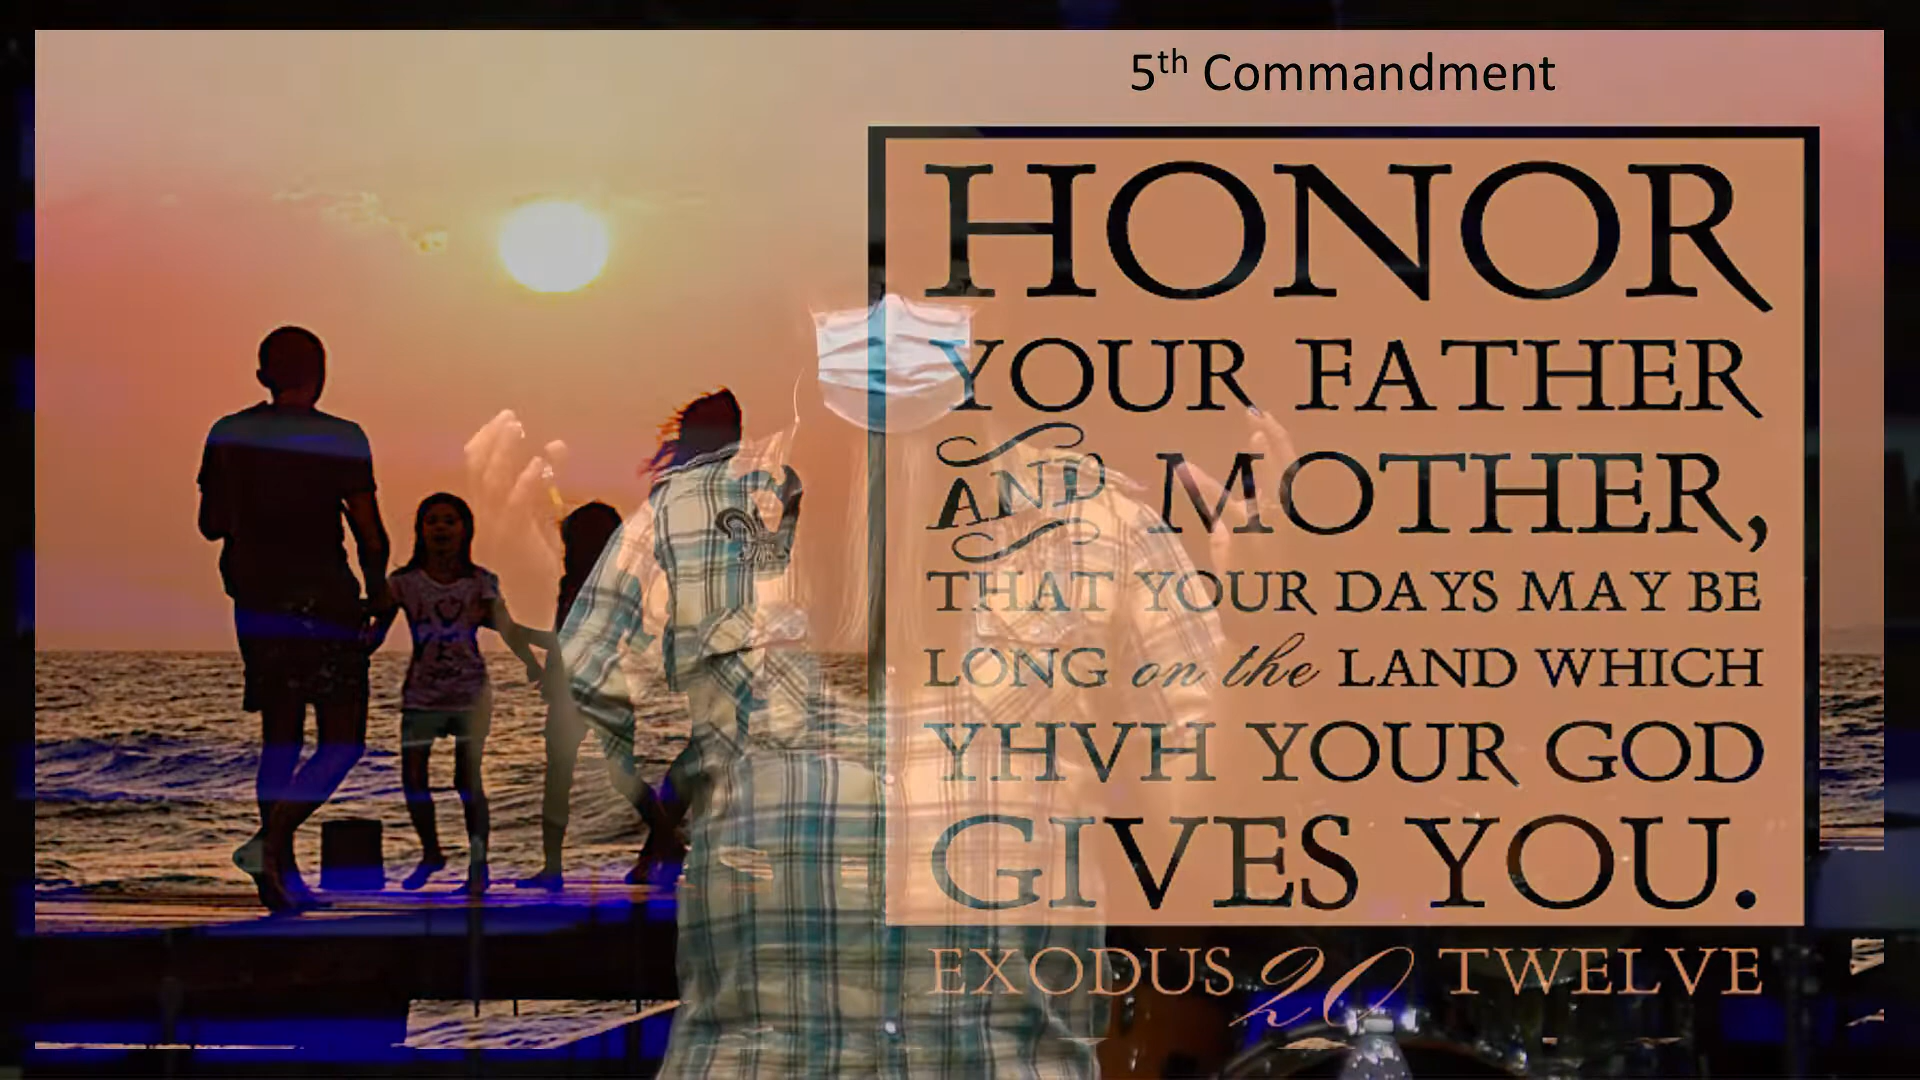 5th Commandment
HONOR
YOUR FATHER
AND MOTHER,
THAT YOUR DAYS MAY BE
LONG on the LAND WHICH
YHVH YOUR GOD
GIVES YOU.
EXODUS 20 TWELVE